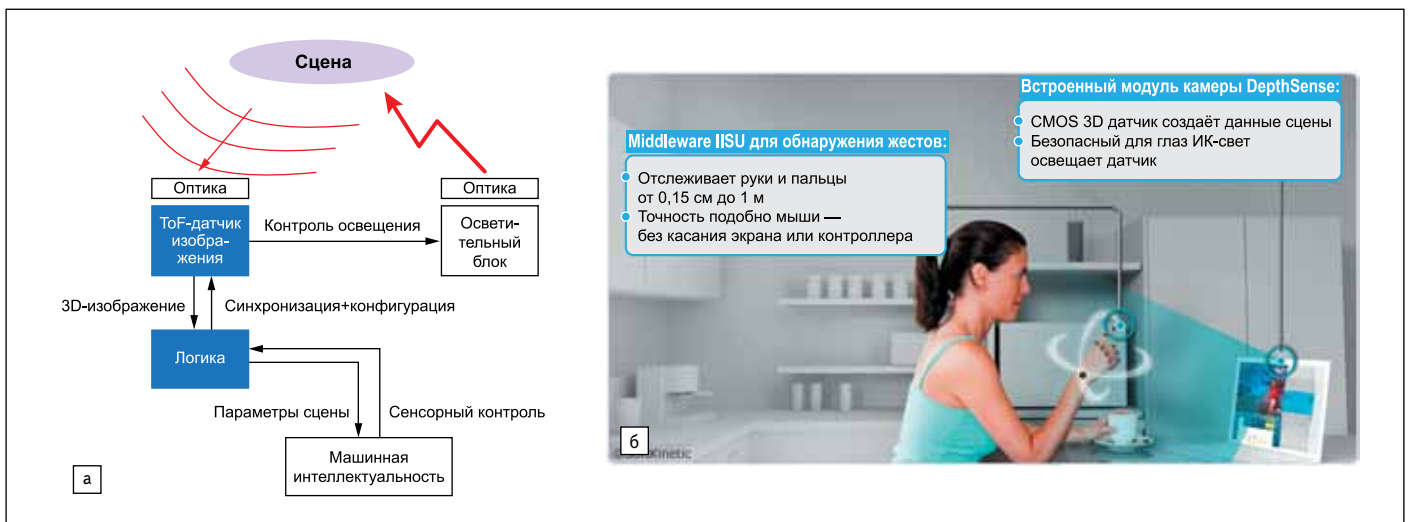 Сцена
Оптика
Оптика
ToF-датчик
изобра-
жения
Контроль освещения
Освети-
тельный
блок
3D-изображение
Синхронизация+конфигурация
Логика
Параметры сцены
Сенсорный контроль
Машинная
интеллектуальность
а
Встроенный модуль камеры DepthSense:
CMOS 3D датчик создаёт данные сцены
Безопасный для глаз ИК-свет
освещает датчик
Middleware IISU для обнаружения жестов:
Отслеживает руки и пальцы
от 0,15 см до 1 м
Точность подобно мыши —
без касания экрана или контроллера
б